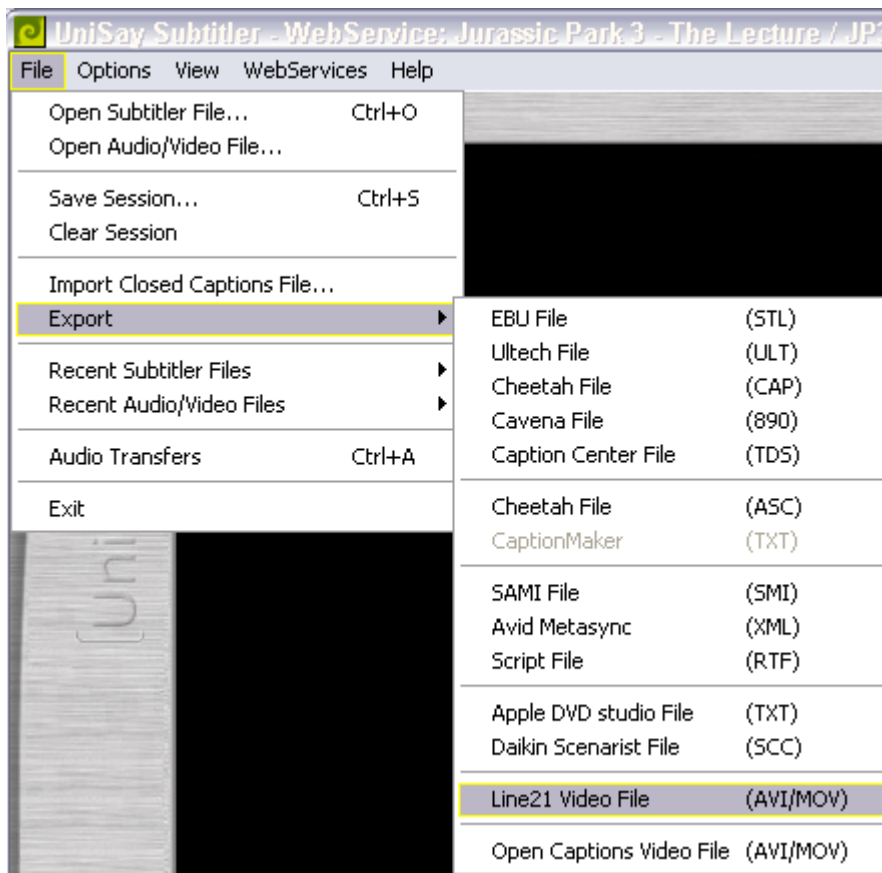 UniSay Subtitler - WebService: Jurassic Park 3 - The Lecture / JP3
File Options View WebServices Help
Open Subtitler File... Ctrl+O
Open Audio/Video File...
Save Session... Ctrl+S
Clear Session
Import Closed Captions File...
Export
Recent Subtitler Files
Recent Audio/Video Files
Audio Transfers Ctrl+A
Exit
EBU File (STL)
Ultech File (ULT)
Cheetah File (CAP)
Cavena File (890)
Caption Center File (TDS)
Cheetah File (ASC)
CaptionMaker (TXT)
SAMI File (SMI)
Avid Metasync (XML)
Script File (RTF)
Apple DVD studio File (TXT)
Daikin Scenarist File (SCC)
Line21 Video File (AVI/MOV)
Open Captions Video File (AVI/MOV)
[Uni